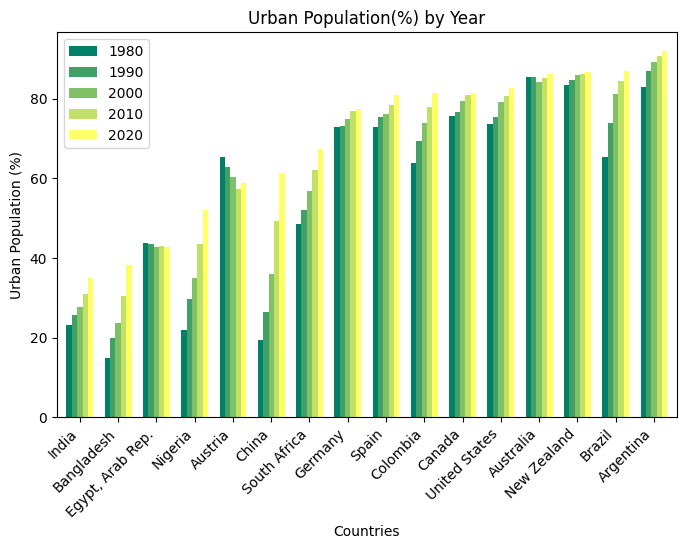 Urban Population(%) by Year
1980
1990
2000
2010
2020
Urban Population (%)
80
60
40
20
0
India
Bangladesh
Egypt, Arab Rep.
Nigeria
Austria
China
South Africa
Germany
Spain
Colombia
Canada
United States
Australia
New Zealand
Brazil
Argentina
Countries